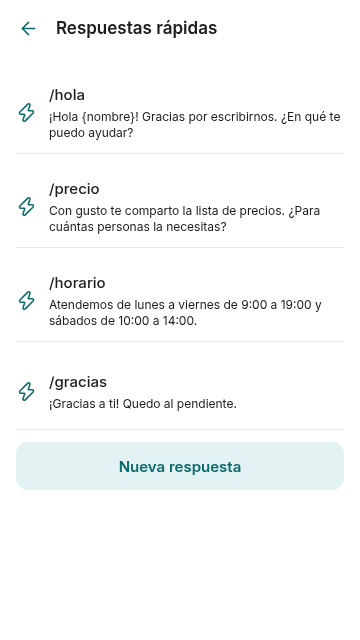 Respuestas rápidas
/hola
¡Hola {nombre}! Gracias por escribirnos. ¿En qué te
puedo ayudar?
/precio
Con gusto te comparto la lista de precios. ¿Para
cuántas personas la necesitas?
/horario
Atendemos de lunes a viernes de 9:00 a 19:00 y
sábados de 10:00 a 14:00.
/gracias
¡Gracias a ti! Quedo al pendiente.
Nueva respuesta